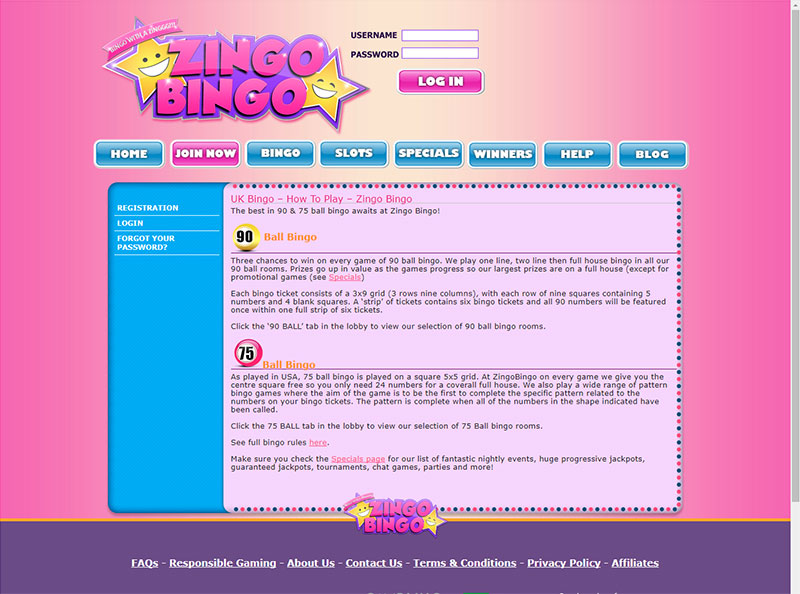 BINGO WITH A ZINGGG!!!
ZINGO
BINGO
USERNAME
PASSWORD
LOG IN
HOME
JOIN NOW
BINGO
SLOTS
SPECIALS
WINNERS
HELP
BLOG
REGISTRATION
LOGIN
FORGOT YOUR
PASSWORD?
UK Bingo – How To Play – Zingo Bingo
The best in 90 & 75 ball bingo awaits at Zingo Bingo!
90 Ball Bingo
Three chances to win on every game of 90 ball bingo. We play one line, two line then full house bingo in all our
90 ball rooms. Prizes go up in value as the games progress so our largest prizes are on a full house (except for
promotional games (see Specials)
Each bingo ticket consists of a 3x9 grid (3 rows nine columns), with each row of nine squares containing 5
numbers and 4 blank squares. A ‘strip’ of tickets contains six bingo tickets and all 90 numbers will be featured
once within one full strip of six tickets.
Click the ‘90 BALL’ tab in the lobby to view our selection of 90 ball bingo rooms.
75 Ball Bingo
As played in USA, 75 ball bingo is played on a square 5x5 grid. At ZingoBingo on every game we give you the
centre square free so you only need 24 numbers for a coverall full house. We also play a wide range of pattern
bingo games where the aim of the game is to be the first to complete the specific pattern related to the
numbers on your bingo tickets. The pattern is complete when all of the numbers in the shape indicated have
been called.
Click the 75 BALL tab in the lobby to view our selection of 75 Ball bingo rooms.
See full bingo rules here.
Make sure you check the Specials page for our list of fantastic nightly events, huge progressive jackpots,
guaranteed jackpots, tournaments, chat games, parties and more!
ZINGO
BINGO
FAQs - Responsible Gaming - About Us - Contact Us - Terms & Conditions - Privacy Policy - Affiliates